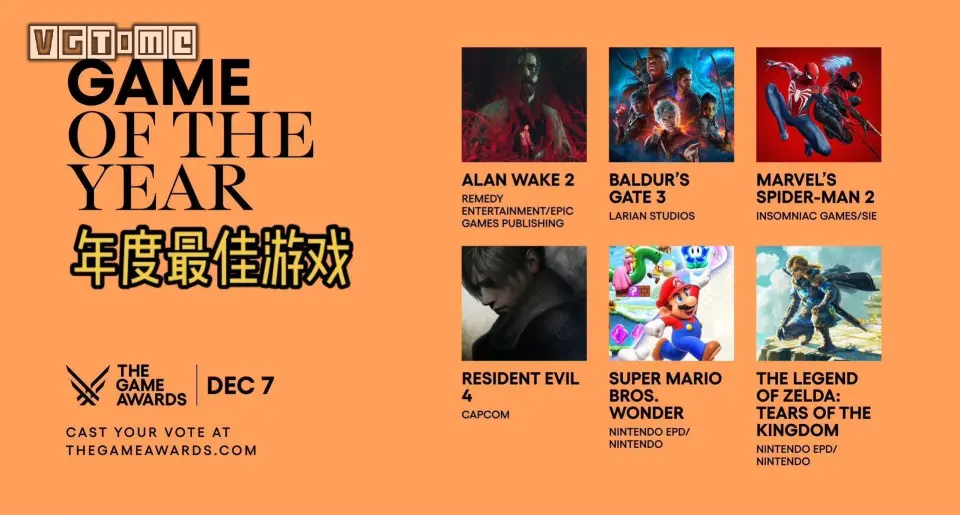 VGTIME
GAME
OF THE
YEAR
年度最佳游戏
THE
GAME
AWARDS
DEC 7
CAST YOUR VOTE AT
THEGAMEAWARDS.COM
ALAN WAKE 2
REMEDY
ENTERTAINMENT/EPIC
GAMES PUBLISHING
BALDUR'S
GATE 3
LARIAN STUDIOS
MARVEL'S
SPIDER-MAN 2
INSOMNIAC GAMES/SIE
RESIDENT EVIL
4
CAPCOM
SUPER MARIO
BROS.
WONDER
NINTENDO EPD/
NINTENDO
THE LEGEND
OF ZELDA:
TEARS OF THE
KINGDOM
NINTENDO EPD/
NINTENDO